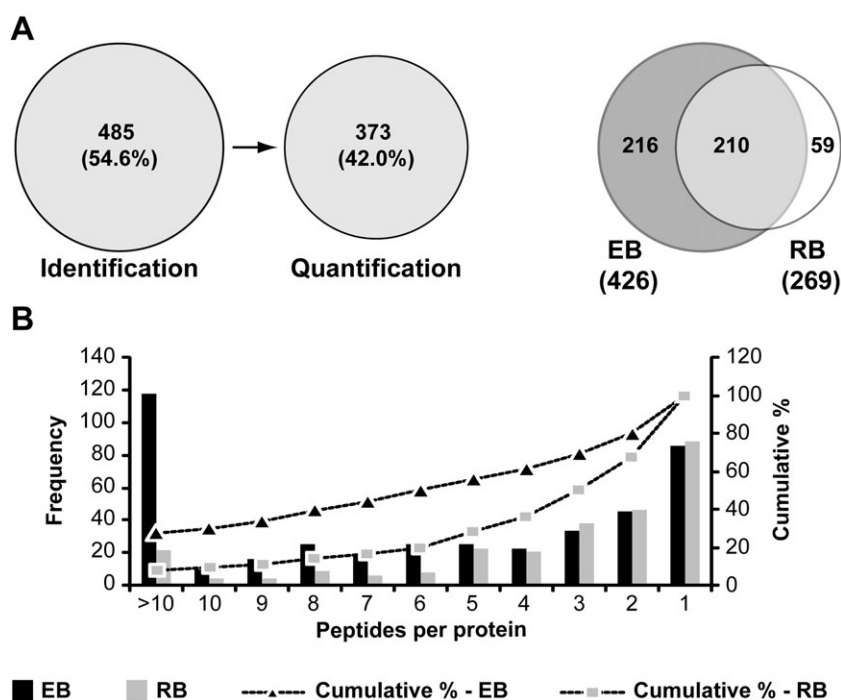 A
485
(54.6%)
373
(42.0%)
Identification
Quantification
216
210
59
EB
(426)
RB
(269)
B
Frequency
140
120
100
80
60
40
20
0
>10 10 9 8 7 6 5 4 3 2 1
Peptides per protein
120
100
80
60
40
20
0
Cumulative %
EB RB Cumulative % - EB Cumulative % - RB